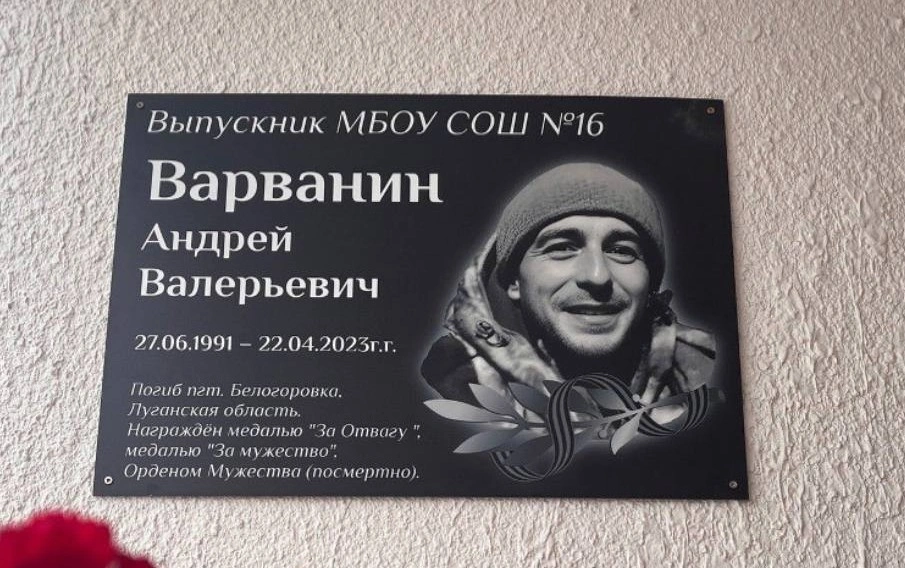 Выпускник МБОУ СОШ №16
Варванин
Андрей
Валерьевич
27.06.1991 – 22.04.2023г.г.
Погиб пгт. Белогоровка,
Луганская область.
Награждён медалью "За Отвагу ",
медалью "За мужество",
Орденом Мужества (посмертно).